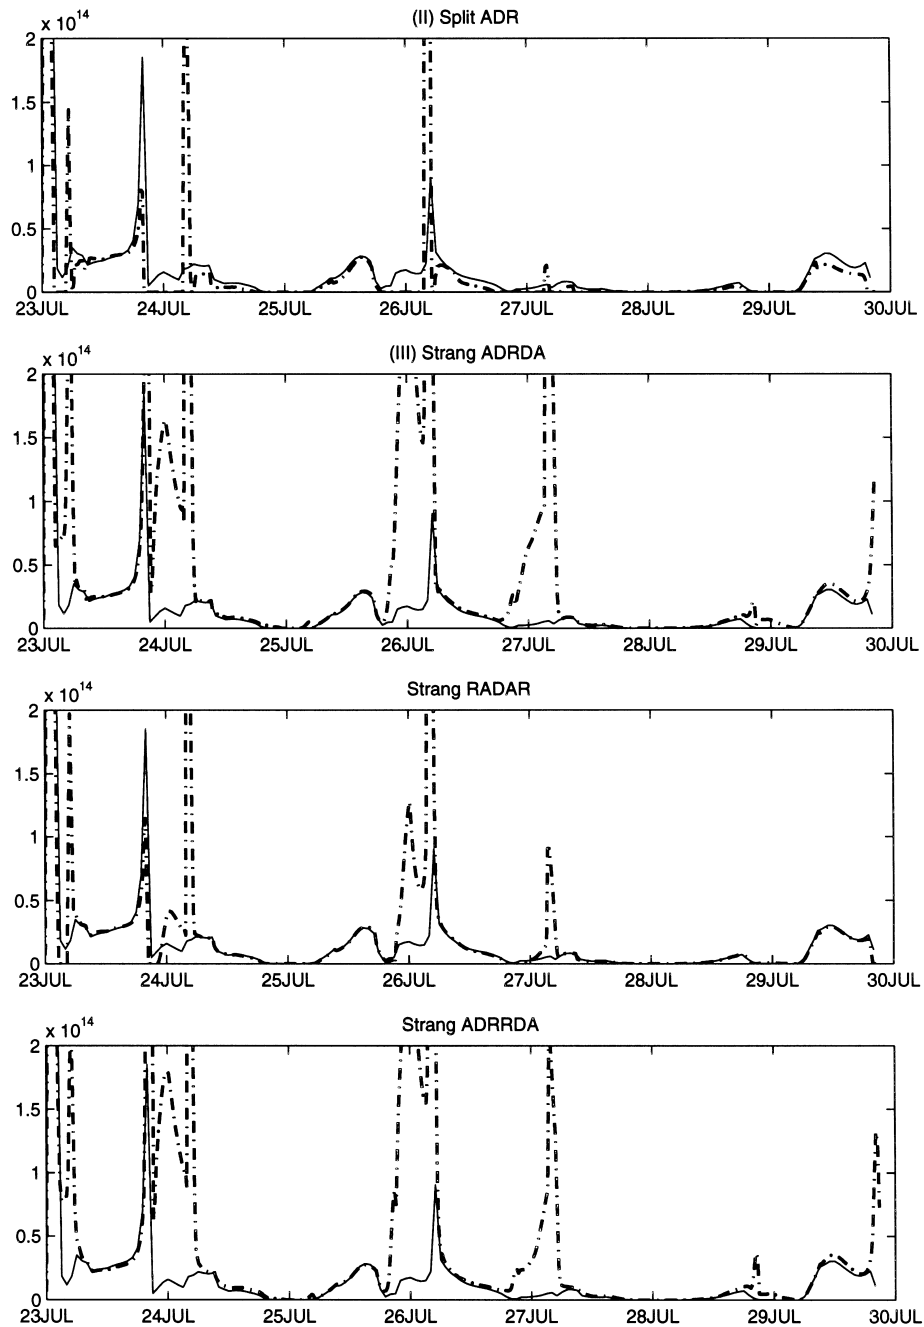 (II) Split ADR
x 10^14
2
1.5
1
0.5
0
23JUL 24JUL 25JUL 26JUL 27JUL 28JUL 29JUL 30JUL
(III) Strang ADRDA
x 10^14
2
1.5
1
0.5
0
23JUL 24JUL 25JUL 26JUL 27JUL 28JUL 29JUL 30JUL
Strang RADAR
x 10^14
2
1.5
1
0.5
0
23JUL 24JUL 25JUL 26JUL 27JUL 28JUL 29JUL 30JUL
Strang ADRRDA
x 10^14
2
1.5
1
0.5
0
23JUL 24JUL 25JUL 26JUL 27JUL 28JUL 29JUL 30JUL